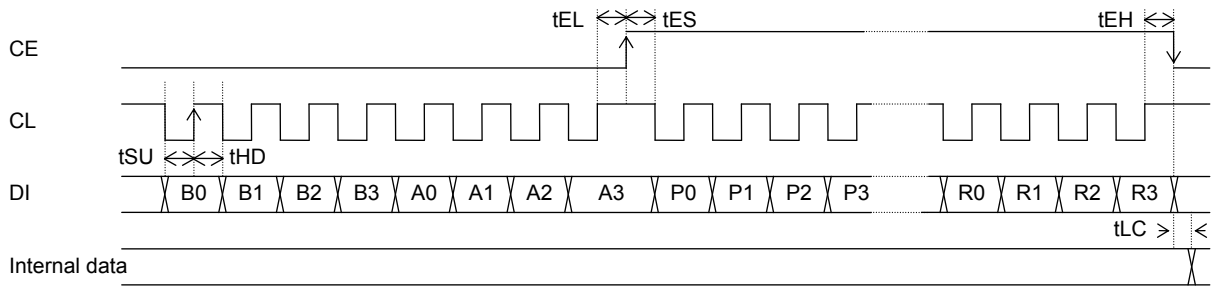 tEL tES tEH
CE
CL
tSU tHD
DI B0 B1 B2 B3 A0 A1 A2 A3 P0 P1 P2 P3 R0 R1 R2 R3
tLC
Internal data